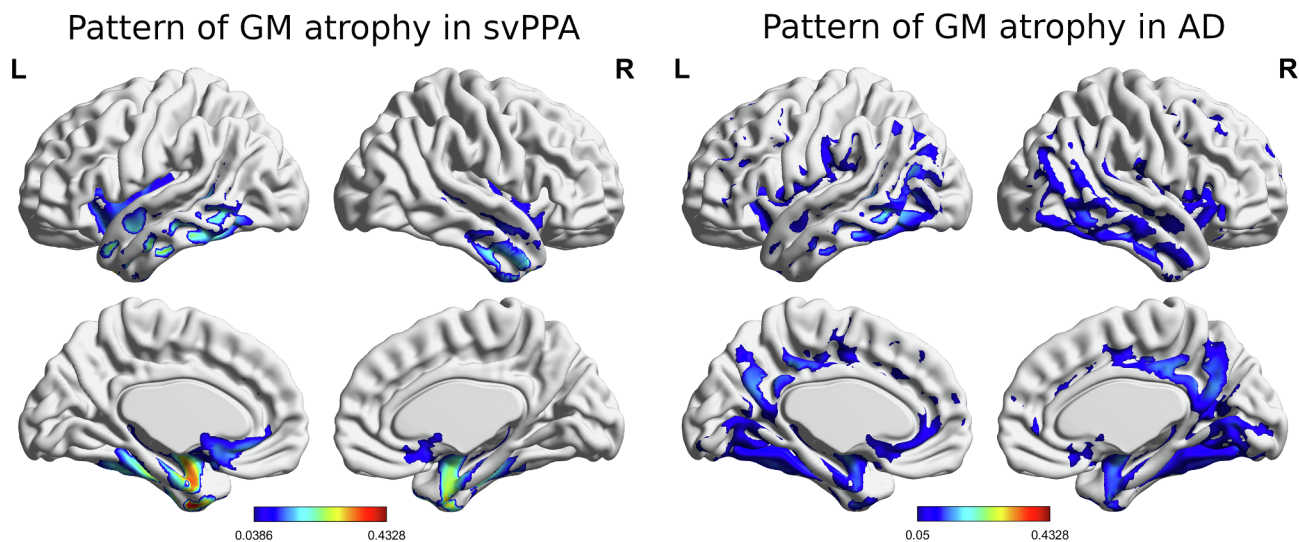 Pattern of GM atrophy in svPPA
Pattern of GM atrophy in AD
L
R
L
R
0.0386
0.4328
0.05
0.4328